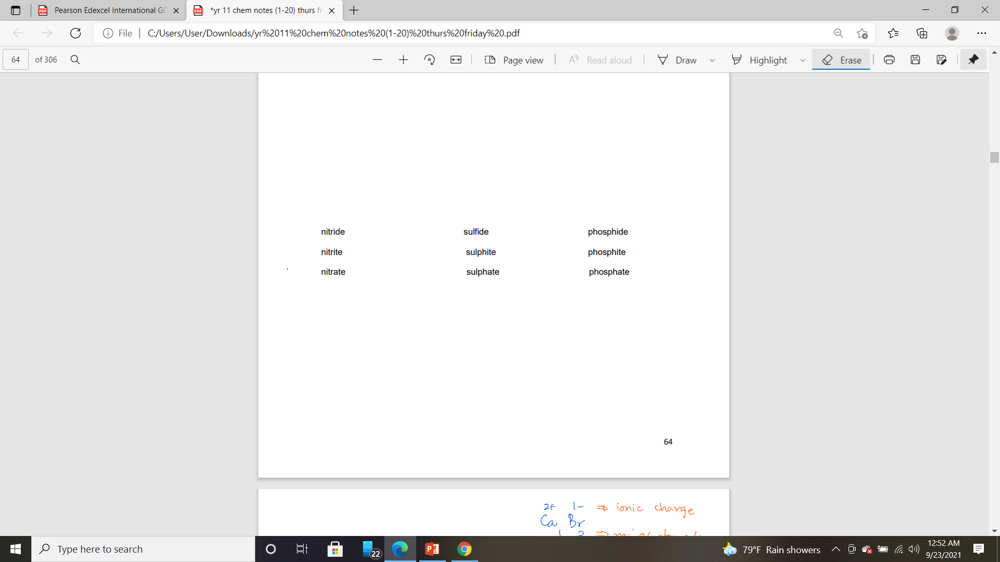 Pearson Edexcel International GC
*yr 11 chem notes (1-20) thurs fr
File
C:/Users/User/Downloads/yr%2011%20chem%20notes%20(1-20)%20thurs%20friday%20.pdf
64 of 306
Page view
Read aloud
Draw
Highlight
Erase
nitride sulfide phosphide
nitrite sulphite phosphite
nitrate sulphate phosphate
64
2+ 1- ⇒ ionic charge
Ca Br
1 2
Type here to search
22
79°F Rain showers
12:52 AM
9/23/2021